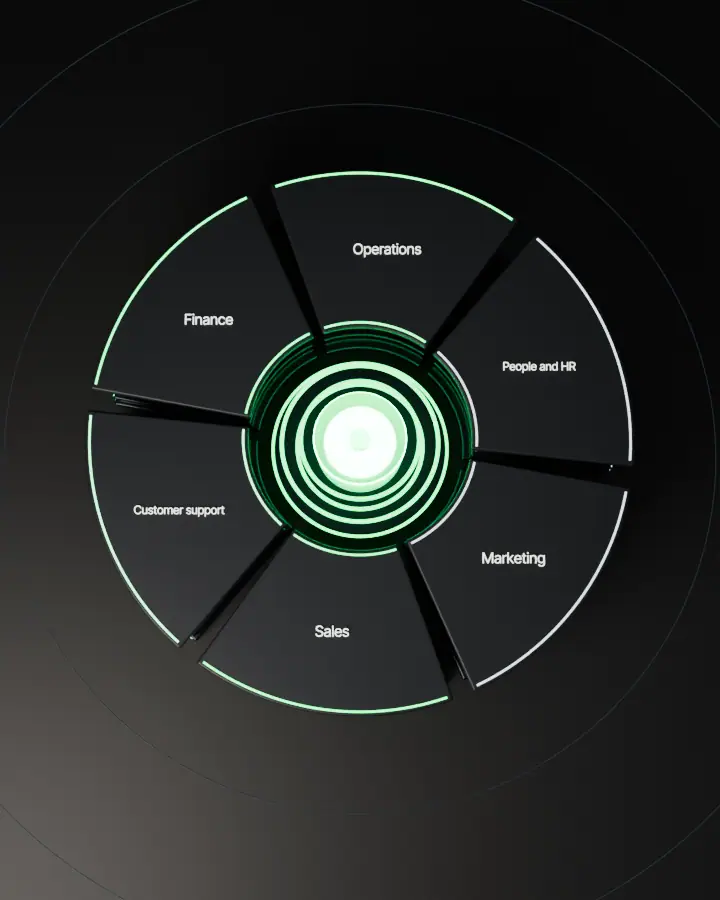 Operations
Finance
People and HR
Customer support
Marketing
Sales